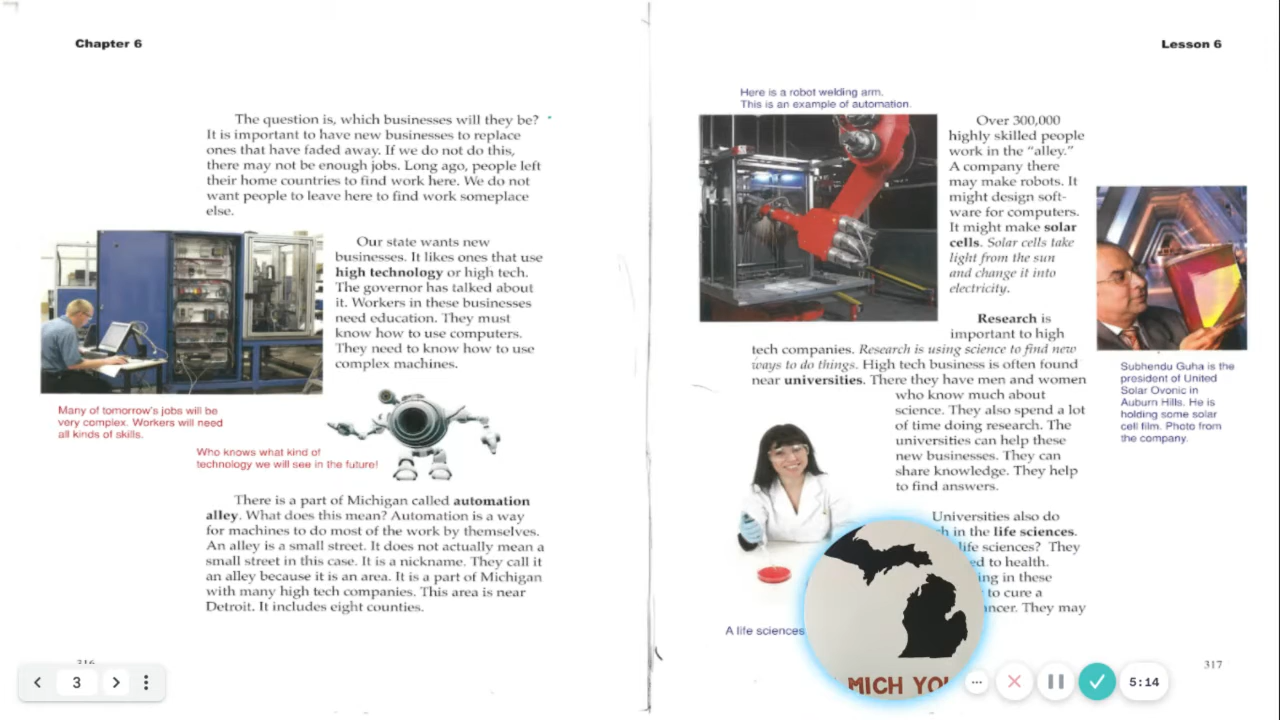 Chapter 6
The question is, which businesses will they be?
It is important to have new businesses to replace
ones that have faded away. If we do not do this,
there may not be enough jobs. Long ago, people left
their home countries to find work here. We do not
want people to leave here to find work someplace
else.
Our state wants new
businesses. It likes ones that use
high technology or high tech.
The governor has talked about
it. Workers in these businesses
need education. They must
know how to use computers.
They need to know how to use
complex machines.
Many of tomorrow's jobs will be
very complex. Workers will need
all kinds of skills.
Who knows what kind of
technology we will see in the future!
There is a part of Michigan called automation
alley. What does this mean? Automation is a way
for machines to do most of the work by themselves.
An alley is a small street. It does not actually mean a
small street in this case. It is a nickname. They call it
an alley because it is an area. It is a part of Michigan
with many high tech companies. This area is near
Detroit. It includes eight counties.
316
Lesson 6
Here is a robot welding arm.
This is an example of automation.
Over 300,000
highly skilled people
work in the “alley.”
A company there
may make robots. It
might design soft-
ware for computers.
It might make solar
cells. Solar cells take
light from the sun
and change it into
electricity.
Subhendu Guha is the
president of United
Solar Ovonic in
Auburn Hills. He is
holding some solar
cell film. Photo from
the company.
Research is
important to high
tech companies. Research is using science to find new
ways to do things. High tech business is often found
near universities. There they have men and women
who know much about
science. They also spend a lot
of time doing research. The
universities can help these
new businesses. They can
share knowledge. They help
to find answers.
Universities also do
in the life sciences.
life sciences? They
to health.
in these
to cure a
They may
A life sciences
317
MICH
3
5:14